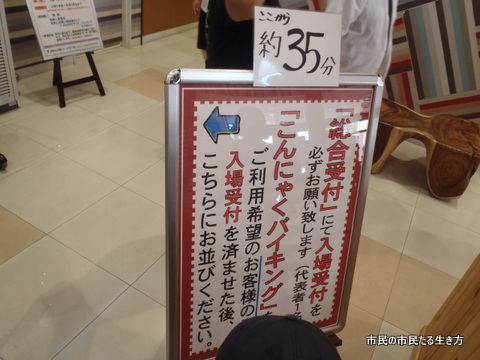 ここから
約35分
「総合受付」にて入場受付を
必ずお願い致します(代表者1名
「こんにゃくバイキング」を
ご利用希望のお客様の
入場受付を済ませた後、
こちらにお並びください。
市民の市民たる生き方